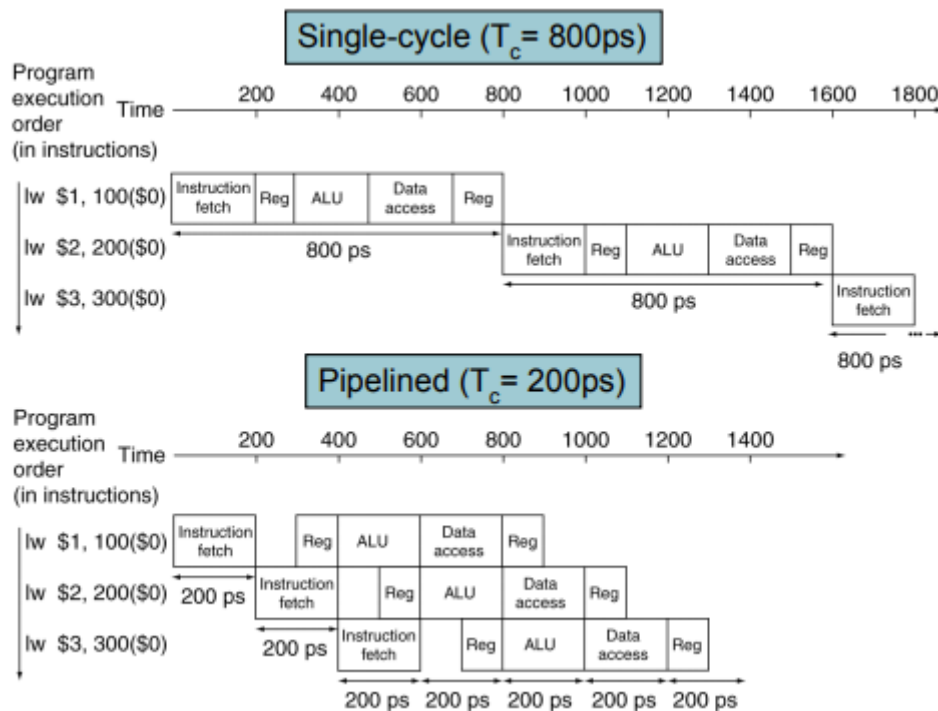 Single-cycle (Tc= 800ps)
Program
execution
order
(in instructions)
Time
200 400 600 800 1000 1200 1400 1600 1800
lw $1, 100($0)
Instruction
fetch
Reg
ALU
Data
access
Reg
800 ps
lw $2, 200($0)
Instruction
fetch
Reg
ALU
Data
access
Reg
800 ps
lw $3, 300($0)
Instruction
fetch
800 ps
Pipelined (Tc= 200ps)
Program
execution
order
(in instructions)
Time
200 400 600 800 1000 1200 1400
lw $1, 100($0)
Instruction
fetch
Reg
ALU
Data
access
Reg
200 ps
lw $2, 200($0)
Instruction
fetch
Reg
ALU
Data
access
Reg
200 ps
lw $3, 300($0)
Instruction
fetch
Reg
ALU
Data
access
Reg
200 ps 200 ps 200 ps 200 ps 200 ps